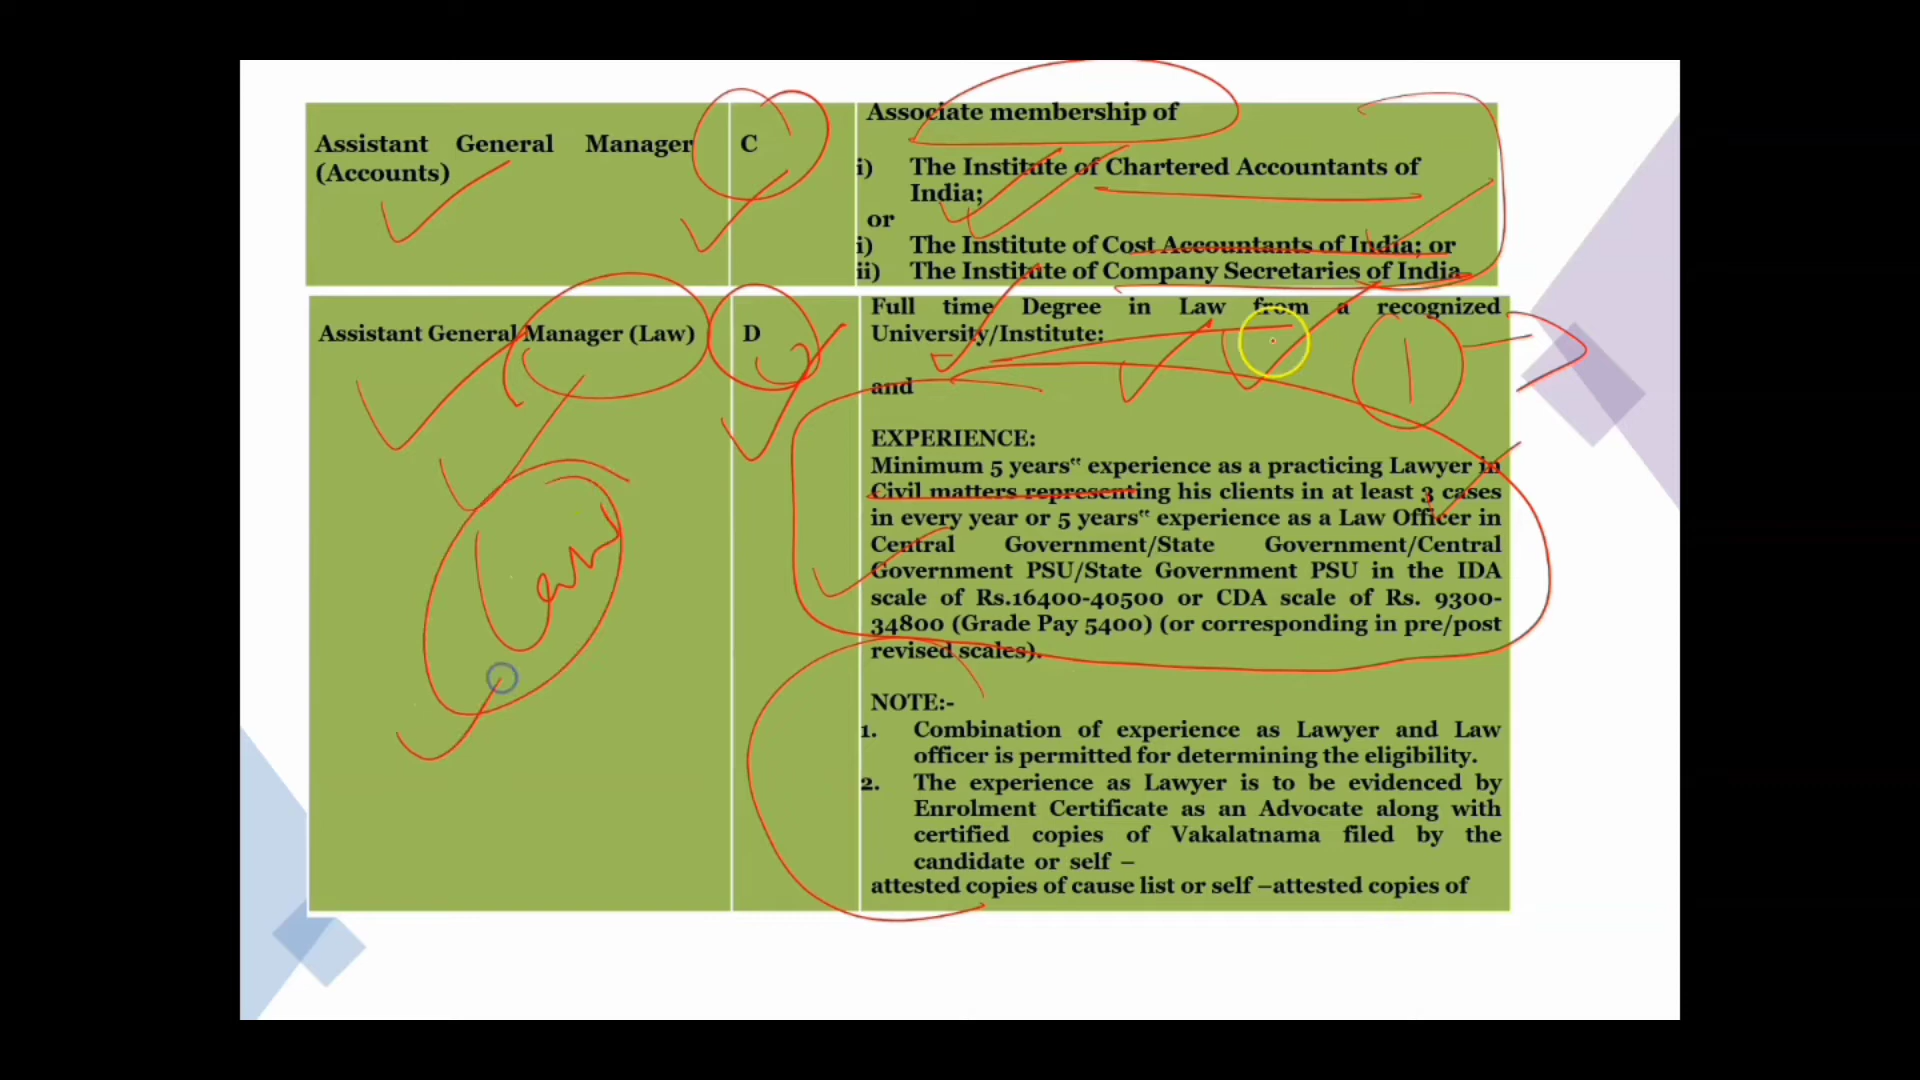 Assistant General Manager
(Accounts)
C
Associate membership of
i) The Institute of Chartered Accountants of
India;
or
i) The Institute of Cost Accountants of India; or
ii) The Institute of Company Secretaries of India
Assistant General Manager (Law)
D
Full time Degree in Law from a recognized
University/Institute:
and
EXPERIENCE:
Minimum 5 years‟ experience as a practicing Lawyer in
Civil matters representing his clients in at least 3 cases
in every year or 5 years‟ experience as a Law Officer in
Central Government/State Government/Central
Government PSU/State Government PSU in the IDA
scale of Rs.16400-40500 or CDA scale of Rs. 9300-
34800 (Grade Pay 5400) (or corresponding in pre/post
revised scales).
NOTE:-
1. Combination of experience as Lawyer and Law
officer is permitted for determining the eligibility.
2. The experience as Lawyer is to be evidenced by
Enrolment Certificate as an Advocate along with
certified copies of Vakalatnama filed by the
candidate or self –
attested copies of cause list or self –attested copies of